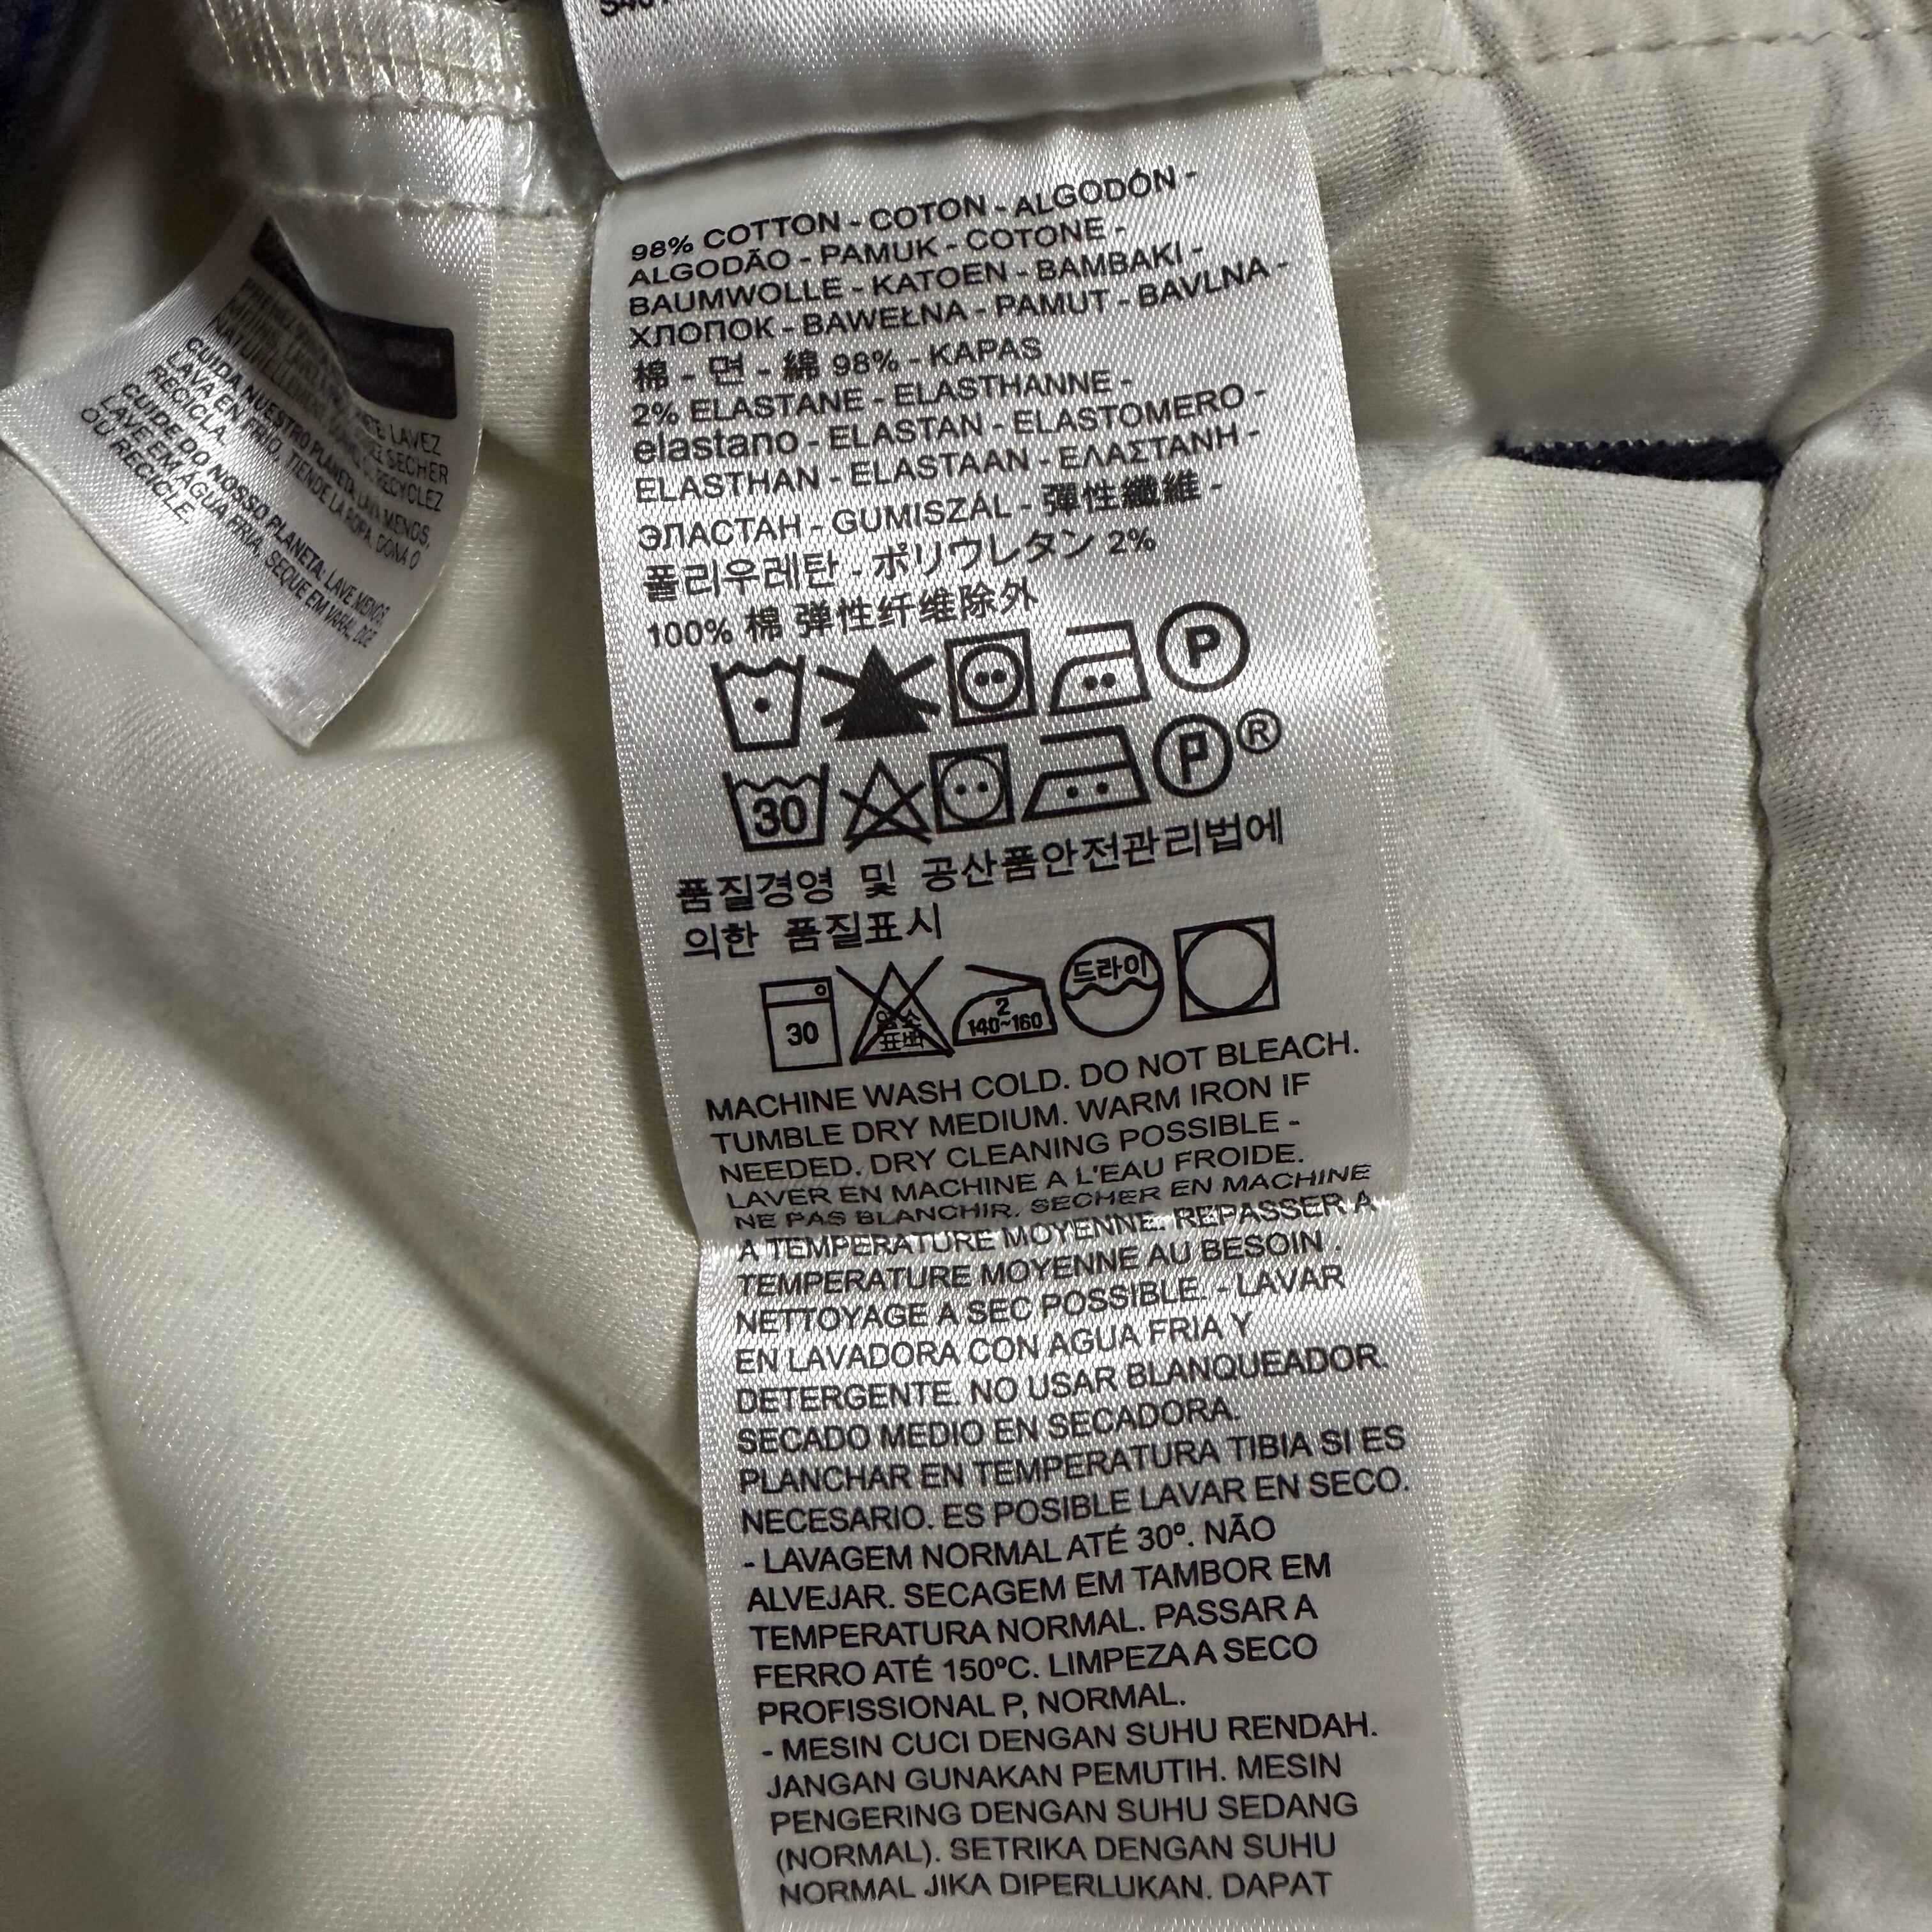 98% COTTON - COTON - ALGODÓN -
ALGODÃO - PAMUK - COTONE -
BAUMWOLLE - KATOEN - BAMBAKI -
ХЛОПОК - BAWEŁNA - PAMUT - BAVLNA -
棉 - 면 - 綿 98% - KAPAS
2% ELASTANE - ELASTHANNE -
elastano - ELASTAN - ELASTOMERO -
ELASTHAN - ELASTAAN - ΕΛΑΣΤΑΝΗ -
ЭЛАСТАН - GUMISZÁL - 彈性纖維 -
폴리우레탄 - ポリウレタン 2%
100% 棉 弹性纤维除外
P
30 P ®
품질경영 및 공산품안전관리법에
의한 품질표시
30 염소 표백 2 140~160 드라이
MACHINE WASH COLD. DO NOT BLEACH.
TUMBLE DRY MEDIUM. WARM IRON IF
NEEDED. DRY CLEANING POSSIBLE -
LAVER EN MACHINE A L'EAU FROIDE.
NE PAS BLANCHIR. SECHER EN MACHINE
A TEMPERATURE MOYENNE. REPASSER A
TEMPERATURE MOYENNE AU BESOIN .
NETTOYAGE A SEC POSSIBLE. - LAVAR
EN LAVADORA CON AGUA FRIA Y
DETERGENTE. NO USAR BLANQUEADOR.
SECADO MEDIO EN SECADORA.
PLANCHAR EN TEMPERATURA TIBIA SI ES
NECESARIO. ES POSIBLE LAVAR EN SECO.
- LAVAGEM NORMAL ATÉ 30º. NÃO
ALVEJAR. SECAGEM EM TAMBOR EM
TEMPERATURA NORMAL. PASSAR A
FERRO ATÉ 150ºC. LIMPEZA A SECO
PROFISSIONAL P, NORMAL.
- MESIN CUCI DENGAN SUHU RENDAH.
JANGAN GUNAKAN PEMUTIH. MESIN
PENGERING DENGAN SUHU SEDANG
(NORMAL). SETRIKA DENGAN SUHU
NORMAL JIKA DIPERLUKAN. DAPAT
LAVEZ
SECHER
RECYCLEZ
CUIDA NUESTRO PLANETA: LAVA MENOS,
LAVA EN FRÍO, TIENDE LA ROPA, DONA O
RECICLA.
CUIDE DO NOSSO PLANETA: LAVE MENOS,
LAVE EM ÁGUA FRIA, SEQUE EM VARAL, DOE
OU RECICLE.